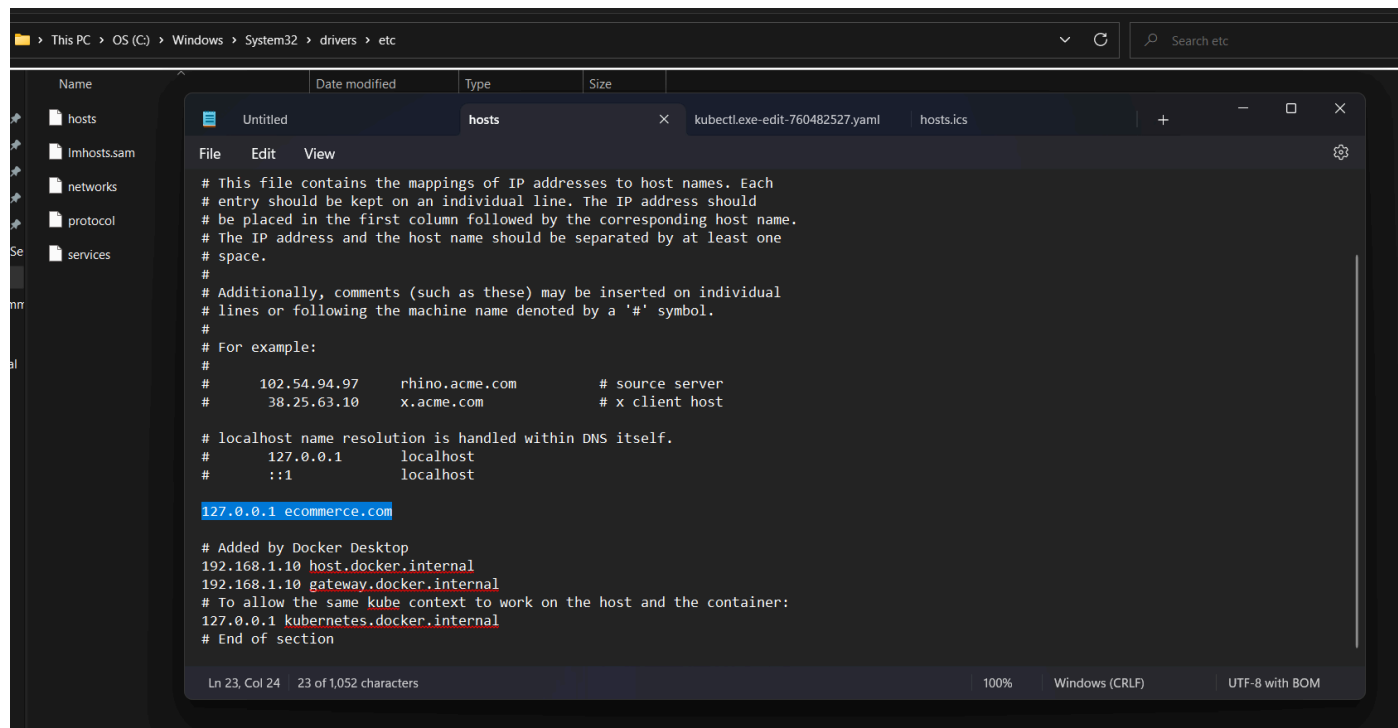 This PC > OS (C:) > Windows > System32 > drivers > etc
Search etc
Name
Date modified
Type
Size
hosts
lmhosts.sam
networks
protocol
services
Se
mm
al
Untitled
hosts
kubectl.exe-edit-760482527.yaml
hosts.ics
File Edit View
# This file contains the mappings of IP addresses to host names. Each
# entry should be kept on an individual line. The IP address should
# be placed in the first column followed by the corresponding host name.
# The IP address and the host name should be separated by at least one
# space.
#
# Additionally, comments (such as these) may be inserted on individual
# lines or following the machine name denoted by a '#' symbol.
#
# For example:
#
#      102.54.94.97     rhino.acme.com          # source server
#       38.25.63.10     x.acme.com              # x client host
# localhost name resolution is handled within DNS itself.
#       127.0.0.1       localhost
#       ::1             localhost
127.0.0.1 ecommerce.com
# Added by Docker Desktop
192.168.1.10 host.docker.internal
192.168.1.10 gateway.docker.internal
# To allow the same kube context to work on the host and the container:
127.0.0.1 kubernetes.docker.internal
# End of section
Ln 23, Col 24
23 of 1,052 characters
100%
Windows (CRLF)
UTF-8 with BOM